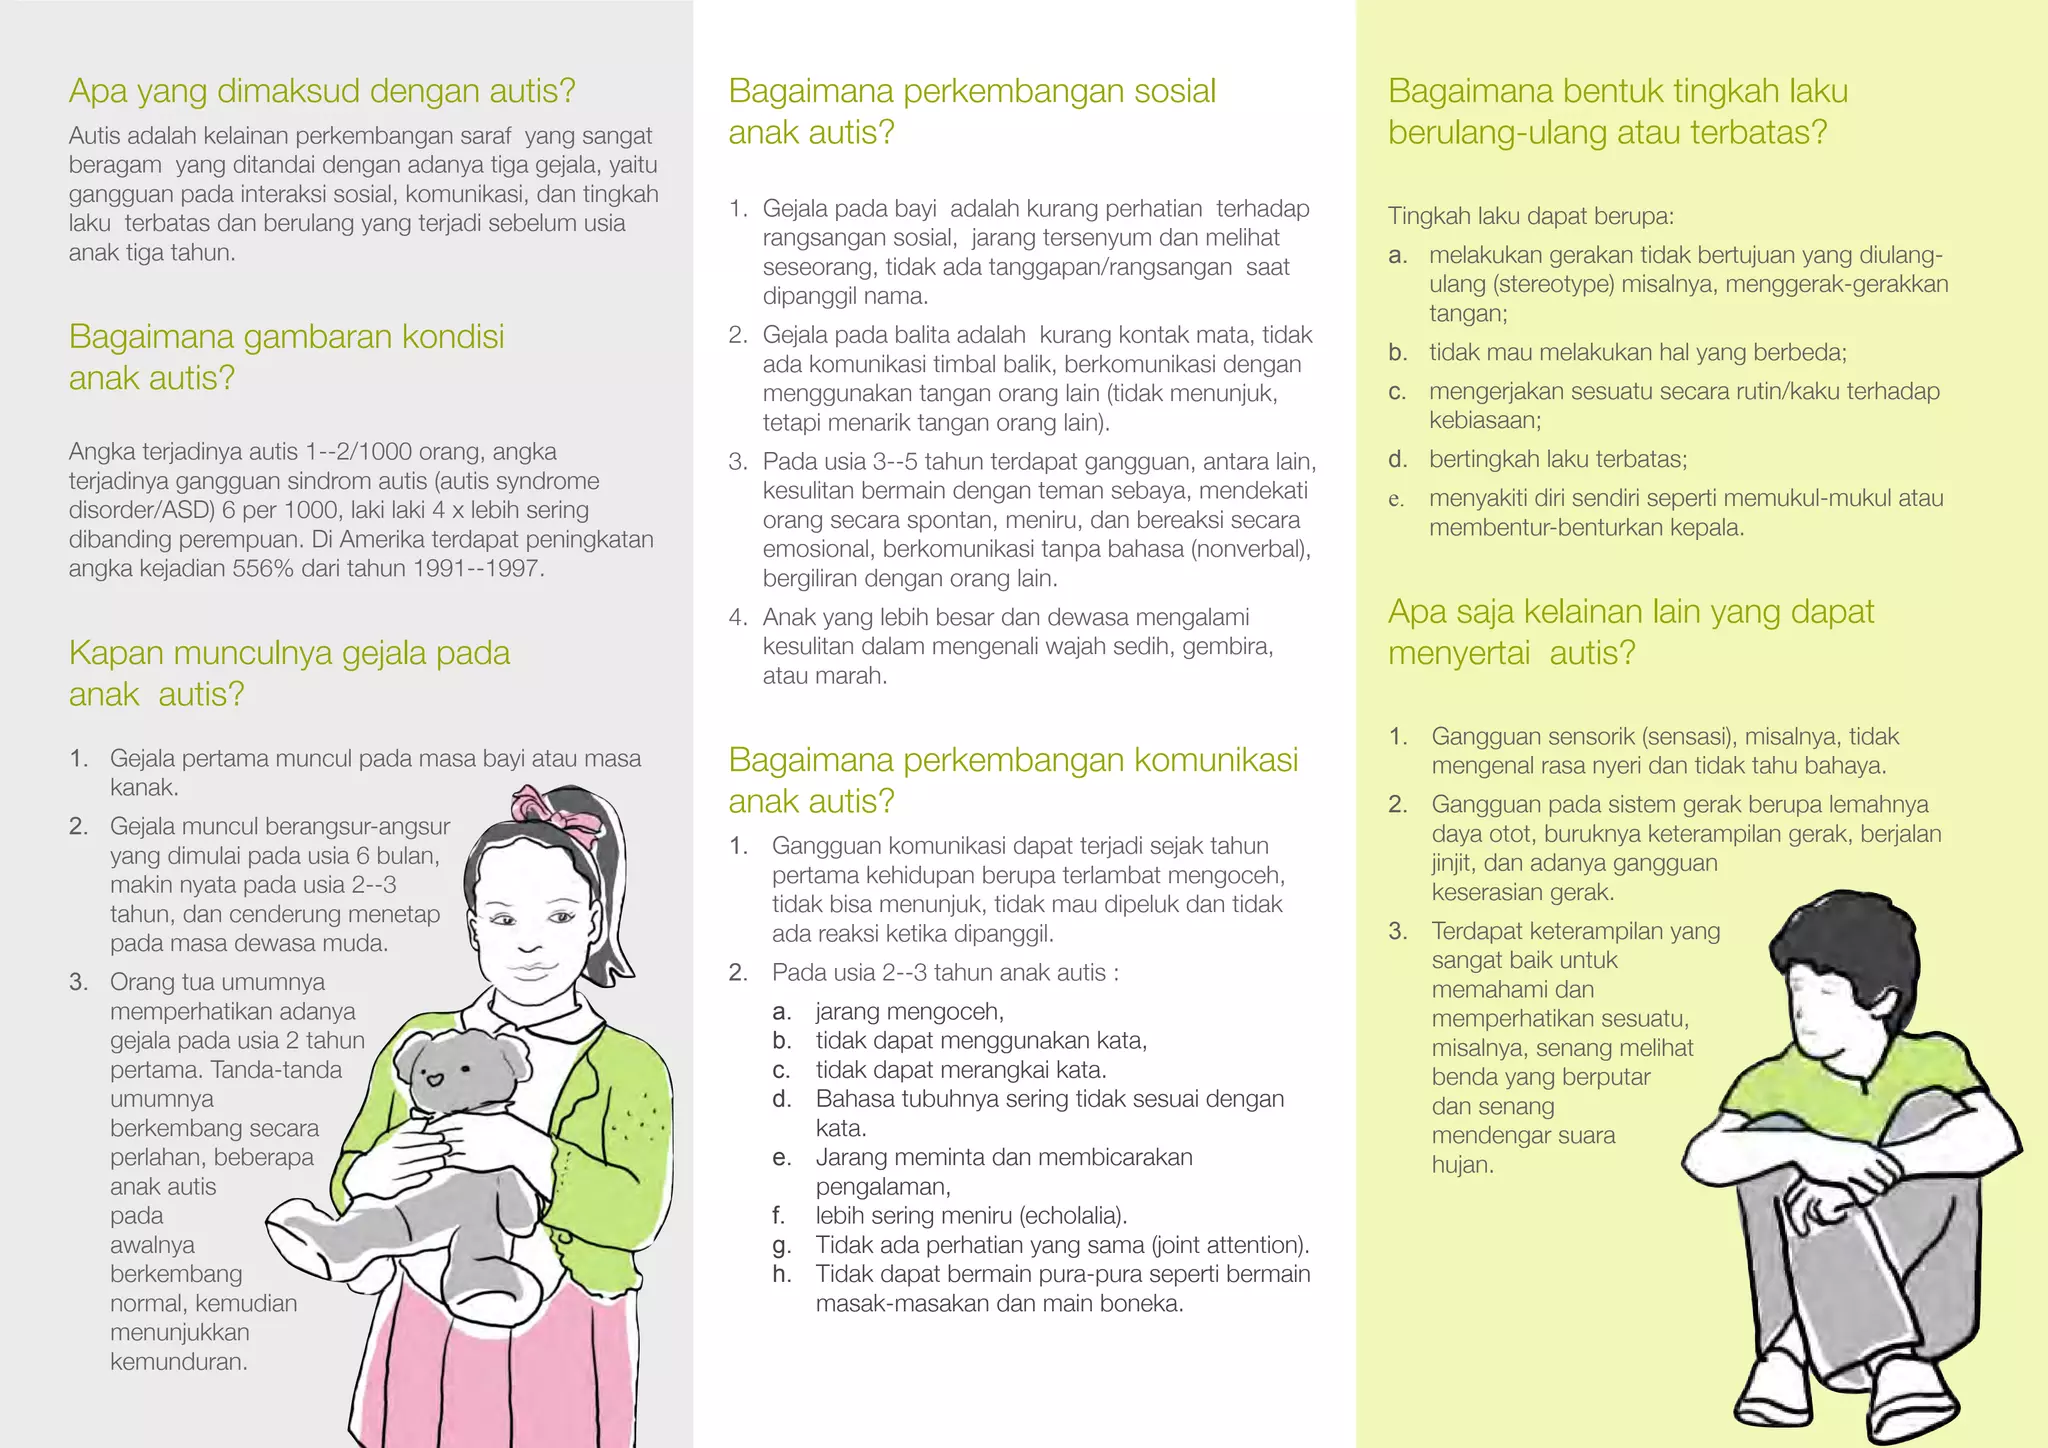 Apa yang dimaksud dengan autis?
Autis adalah kelainan perkembangan saraf  yang sangat
beragam  yang ditandai dengan adanya tiga gejala, yaitu
gangguan pada interaksi sosial, komunikasi, dan tingkah
laku  terbatas dan berulang yang terjadi sebelum usia
anak tiga tahun.
Bagaimana gambaran kondisi
anak autis?
Angka terjadinya autis 1--2/1000 orang, angka
terjadinya gangguan sindrom autis (autis syndrome
disorder/ASD) 6 per 1000, laki laki 4 x lebih sering
dibanding perempuan. Di Amerika terdapat peningkatan
angka kejadian 556% dari tahun 1991--1997.
Kapan munculnya gejala pada
anak  autis?
1. Gejala pertama muncul pada masa bayi atau masa
kanak.
2. Gejala muncul berangsur-angsur
yang dimulai pada usia 6 bulan,
makin nyata pada usia 2--3
tahun, dan cenderung menetap
pada masa dewasa muda.
3. Orang tua umumnya
memperhatikan adanya
gejala pada usia 2 tahun
pertama. Tanda-tanda
umumnya
berkembang secara
perlahan, beberapa
anak autis
pada
awalnya
berkembang
normal, kemudian
menunjukkan
kemunduran.
Bagaimana perkembangan sosial
anak autis?
1. Gejala pada bayi  adalah kurang perhatian  terhadap
rangsangan sosial,  jarang tersenyum dan melihat
seseorang, tidak ada tanggapan/rangsangan  saat
dipanggil nama.
2. Gejala pada balita adalah  kurang kontak mata, tidak
ada komunikasi timbal balik, berkomunikasi dengan
menggunakan tangan orang lain (tidak menunjuk,
tetapi menarik tangan orang lain).
3. Pada usia 3--5 tahun terdapat gangguan, antara lain,
kesulitan bermain dengan teman sebaya, mendekati
orang secara spontan, meniru, dan bereaksi secara
emosional, berkomunikasi tanpa bahasa (nonverbal),
bergiliran dengan orang lain.
4. Anak yang lebih besar dan dewasa mengalami
kesulitan dalam mengenali wajah sedih, gembira,
atau marah.
Bagaimana perkembangan komunikasi
anak autis?
1. Gangguan komunikasi dapat terjadi sejak tahun
pertama kehidupan berupa terlambat mengoceh,
tidak bisa menunjuk, tidak mau dipeluk dan tidak
ada reaksi ketika dipanggil.
2. Pada usia 2--3 tahun anak autis :
a. jarang mengoceh,
b. tidak dapat menggunakan kata,
c. tidak dapat merangkai kata.
d. Bahasa tubuhnya sering tidak sesuai dengan
kata.
e. Jarang meminta dan membicarakan
pengalaman,
f. lebih sering meniru (echolalia).
g. Tidak ada perhatian yang sama (joint attention).
h. Tidak dapat bermain pura-pura seperti bermain
masak-masakan dan main boneka.
Bagaimana bentuk tingkah laku
berulang-ulang atau terbatas?
Tingkah laku dapat berupa:
a. melakukan gerakan tidak bertujuan yang diulang-
ulang (stereotype) misalnya, menggerak-gerakkan
tangan;
b. tidak mau melakukan hal yang berbeda;
c. mengerjakan sesuatu secara rutin/kaku terhadap
kebiasaan;
d. bertingkah laku terbatas;
e. menyakiti diri sendiri seperti memukul-mukul atau
membentur-benturkan kepala.
Apa saja kelainan lain yang dapat
menyertai  autis?
1. Gangguan sensorik (sensasi), misalnya, tidak
mengenal rasa nyeri dan tidak tahu bahaya.
2. Gangguan pada sistem gerak berupa lemahnya
daya otot, buruknya keterampilan gerak, berjalan
jinjit, dan adanya gangguan
keserasian gerak.
3. Terdapat keterampilan yang
sangat baik untuk
memahami dan
memperhatikan sesuatu,
misalnya, senang melihat
benda yang berputar
dan senang
mendengar suara
hujan.